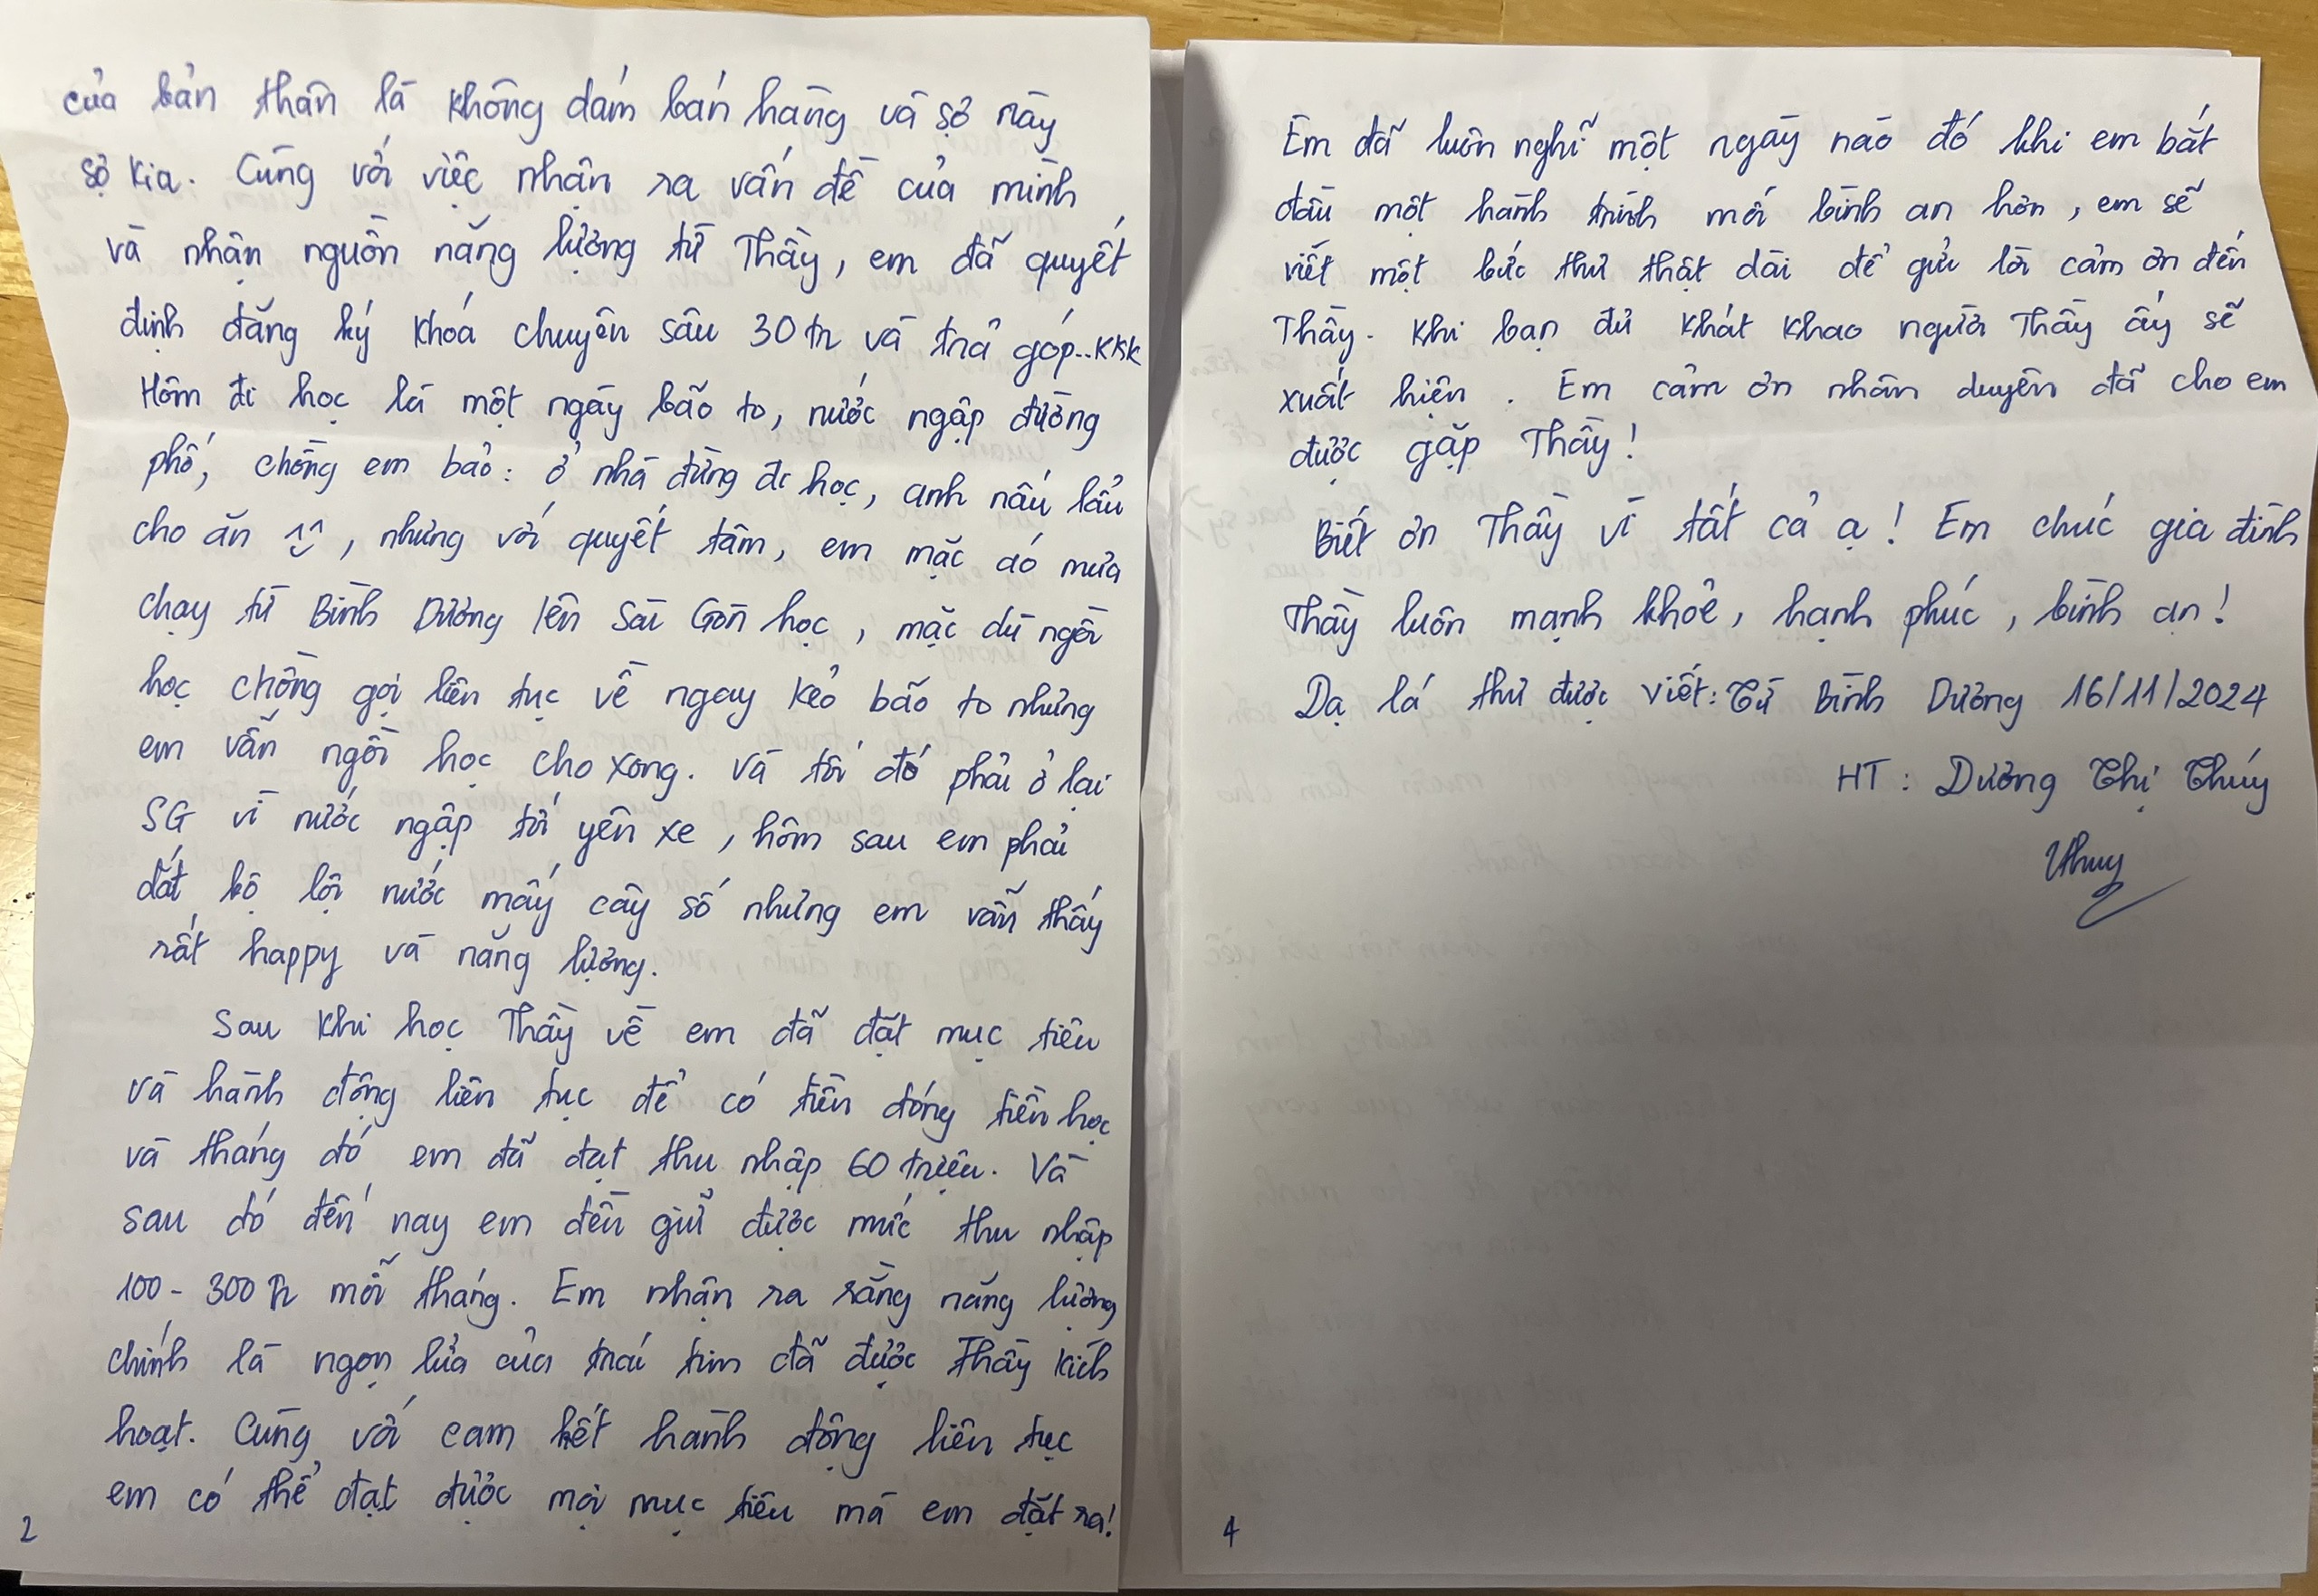 của bản thân là không dám bán hàng và sợ này
sợ kia. Cùng với việc nhận ra vấn đề của mình
và nhận nguồn năng lượng từ Thầy, em đã quyết
định đăng ký khóa chuyên sâu 30tr và trả góp..KKK
Hôm đi học là một ngày bão to, nước ngập đường
phố, chồng em bảo: ở nhà đừng đi học, anh nấu lẩu
cho ăn ^^, nhưng với quyết tâm, em mặc áo mưa
chạy từ Bình Dương lên Sài Gòn học, mặc dù ngồi
học chồng gọi liên tục về ngay kẻo bão to nhưng
em vẫn ngồi học cho xong. Và tối đó phải ở lại
SG vì nước ngập tới yên xe, hôm sau em phải
dắt bộ lội nước mấy cây số nhưng em vẫn thấy
rất happy và năng lượng.
Sau khi học Thầy về em đã đặt mục tiêu
và hành động liên tục để có tiền đóng tiền học
và tháng đó em đã đạt thu nhập 60 triệu. Và
sau đó đến nay em đều giữ được mức thu nhập
100 - 300 Tr mỗi tháng. Em nhận ra rằng năng lượng
chính là ngọn lửa của trái tim đã được Thầy kích
hoạt. Cùng với cam kết hành động liên tục
em có thể đạt được mọi mục tiêu mà em đặt ra!
2
Em đã luôn nghĩ một ngày nào đó khi em bắt
đầu một hành trình mới bình an hơn, em sẽ
viết một bức thư thật dài để gửi lời cảm ơn đến
Thầy. Khi bạn đủ khát khao người Thầy ấy sẽ
xuất hiện. Em cảm ơn nhân duyên đã cho em
được gặp Thầy!
Biết ơn Thầy vì tất cả ạ! Em chúc gia đình
Thầy luôn mạnh khỏe, hạnh phúc, bình an!
Dạ lá thư được viết: Từ Bình Dương 16/11/2024
HT: Dương Thị Thúy
Thuy
4